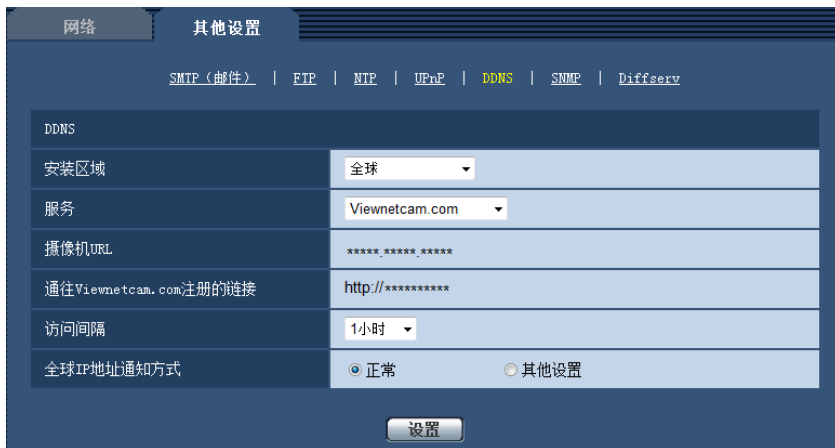 网络 其他设置
SMTP（邮件） | FTP | NTP | UPnP | DDNS | SNMP | Diffserv
DDNS
安装区域 全球
服务 Viewnetcam.com
摄像机URL *****.*****.*****
通往Viewnetcam.com注册的链接 http://**********
访问间隔 1小时
全球IP地址通知方式 正常 其他设置
设置